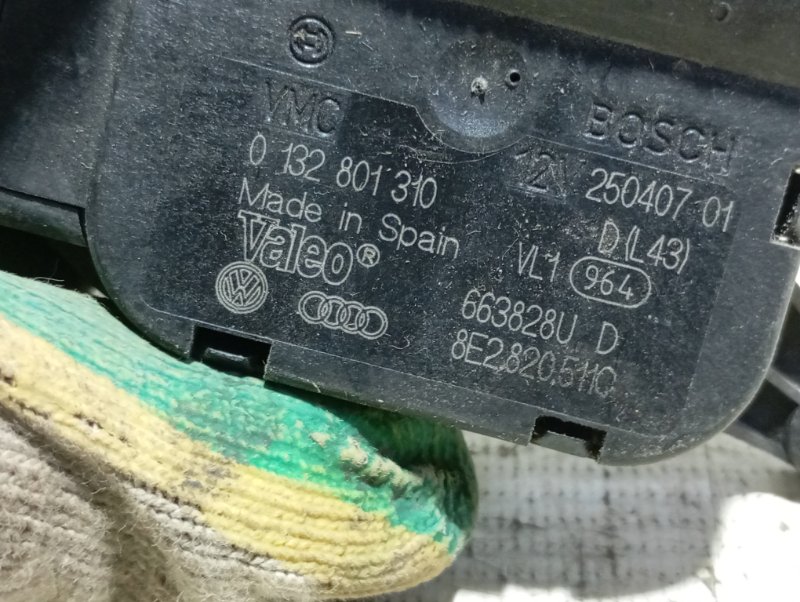 VMC BOSCH
0 132 801 310 12V 250407 01
Made in Spain D(L43)
Valeo® VL1 964
663828U D
8E2.820.511C